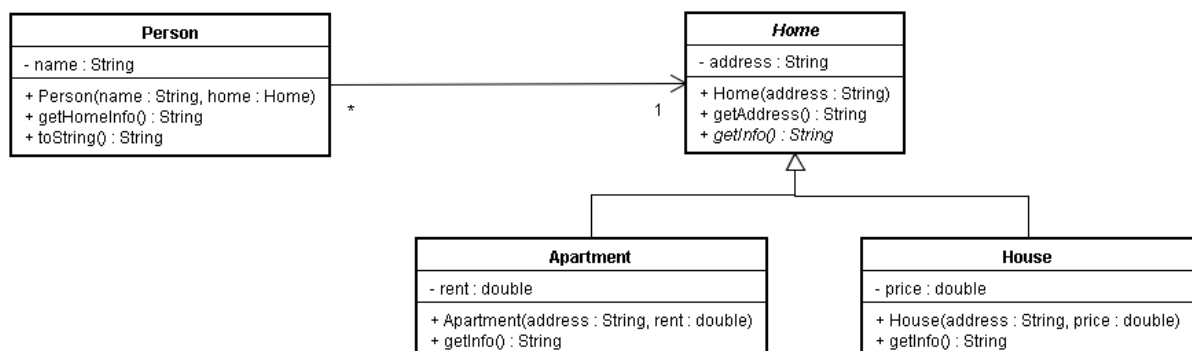 Person
- name : String
+ Person(name : String, home : Home)
+ getHomeInfo() : String
+ toString() : String
*
1
Home
- address : String
+ Home(address : String)
+ getAddress() : String
+ getInfo() : String
Apartment
- rent : double
+ Apartment(address : String, rent : double)
+ getInfo() : String
House
- price : double
+ House(address : String, price : double)
+ getInfo() : String